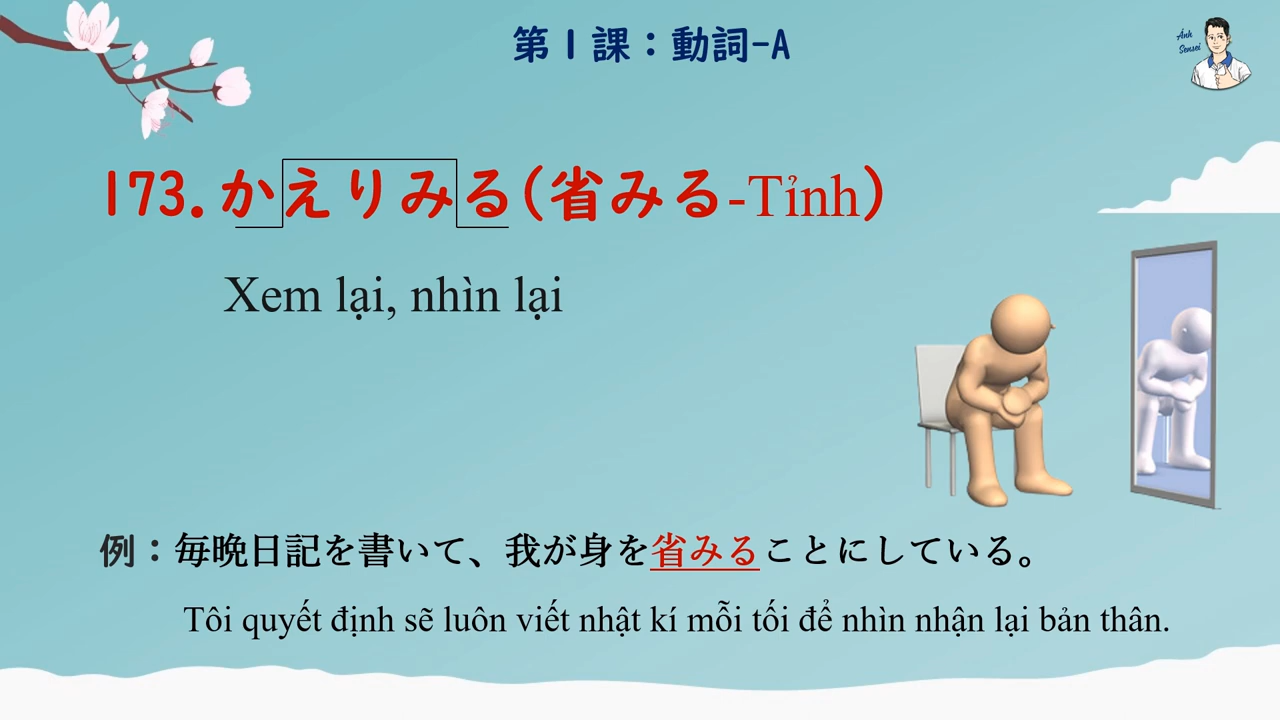 第1課：動詞-A
Ánh
Sensei
173.かえりみる(省みる-Tỉnh)
Xem lại, nhìn lại
例：毎晩日記を書いて、我が身を省みることにしている。
Tôi quyết định sẽ luôn viết nhật kí mỗi tối để nhìn nhận lại bản thân.